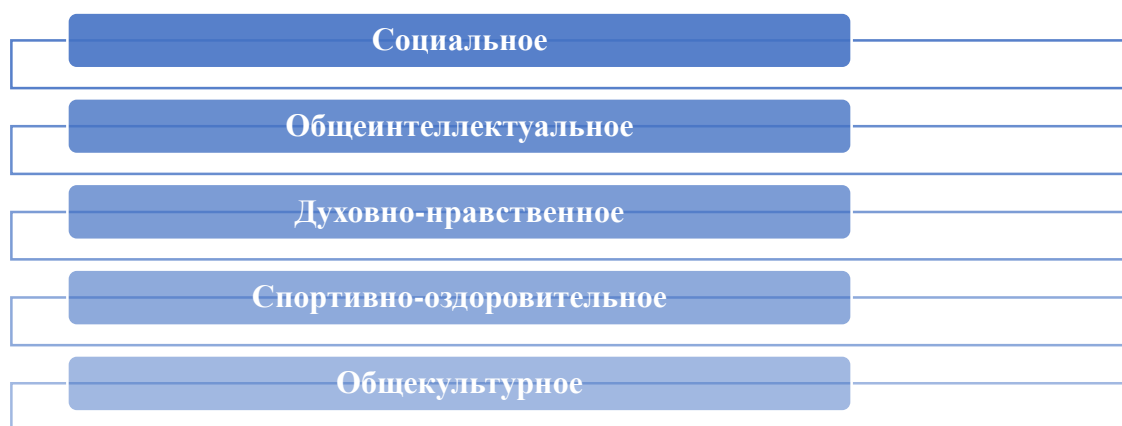 Социальное
Общеинтеллектуальное
Духовно-нравственное
Спортивно-оздоровительное
Общекультурное